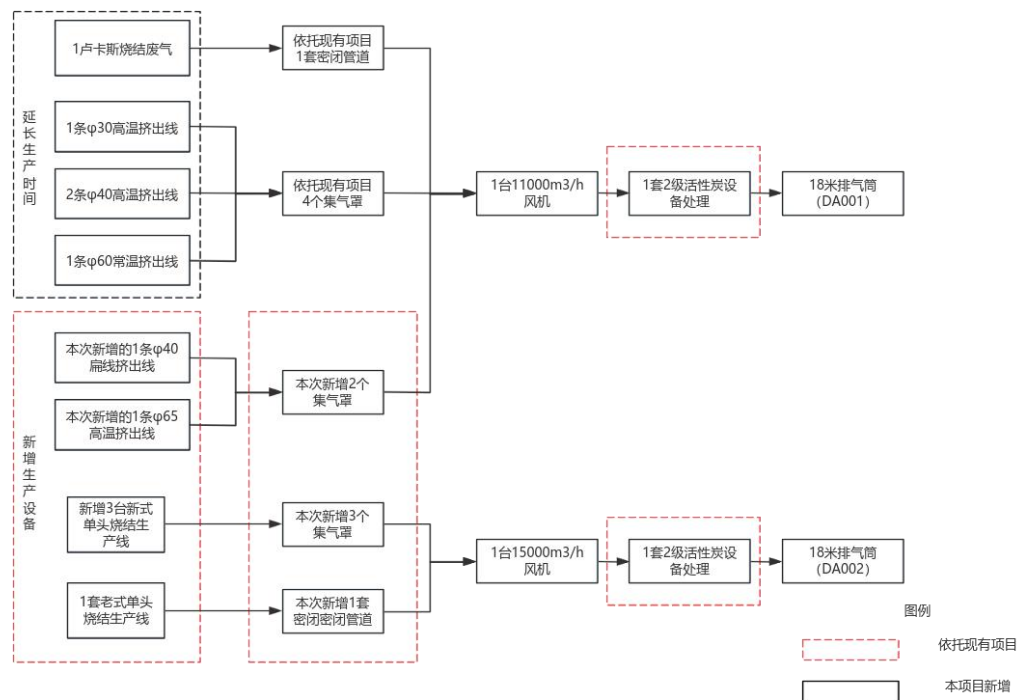 1卢卡斯烧结废气
依托现有项目
1套密闭管道
延
长
生
产
时
间
1条φ30高温挤出线
2条φ40高温挤出线
1条φ60常温挤出线
依托现有项目
4个集气罩
1台11000m3/h
风机
1套2级活性炭设
备处理
18米排气筒
（DA001）
新
增
生
产
设
备
本次新增的1条φ40
扁线挤出线
本次新增的1条φ65
高温挤出线
本次新增2个
集气罩
新增3台新式
单头烧结生
产线
本次新增3个
集气罩
1套老式单头
烧结生产线
本次新增1套
密闭密闭管道
1台15000m3/h
风机
1套2级活性炭设
备处理
18米排气筒
（DA002）
图例
依托现有项目
本项目新增